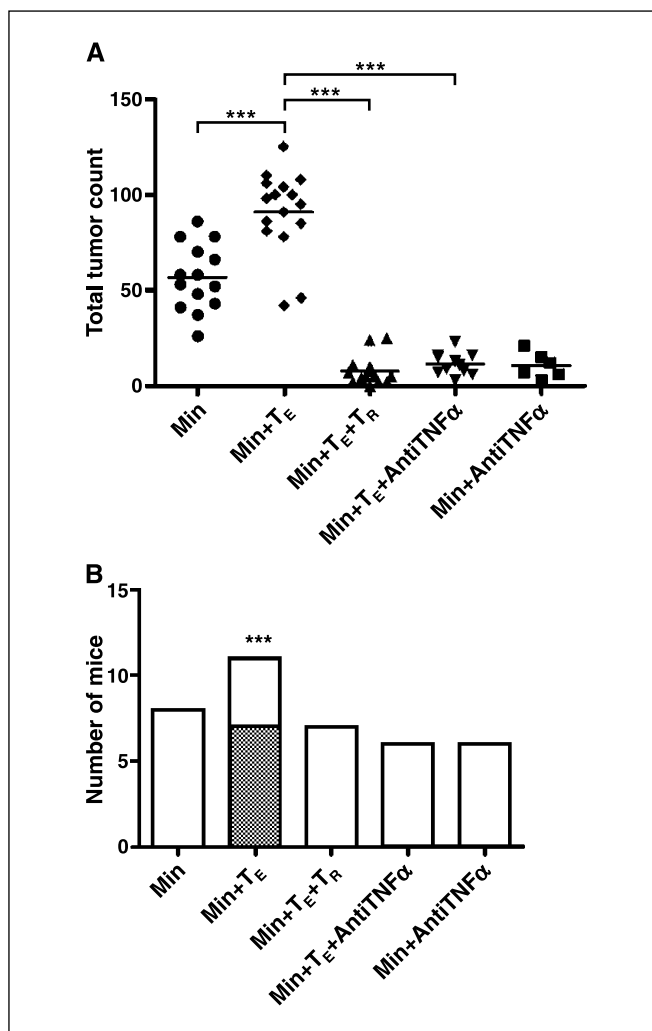 A
***
***
***
150
100
50
0
Total tumor count
Min
Min+TE
Min+TE+TR
Min+TE+AntiTNFα
Min+AntiTNFα
B
15
10
5
0
***
Number of mice
Min
Min+TE
Min+TE+TR
Min+TE+AntiTNFα
Min+AntiTNFα